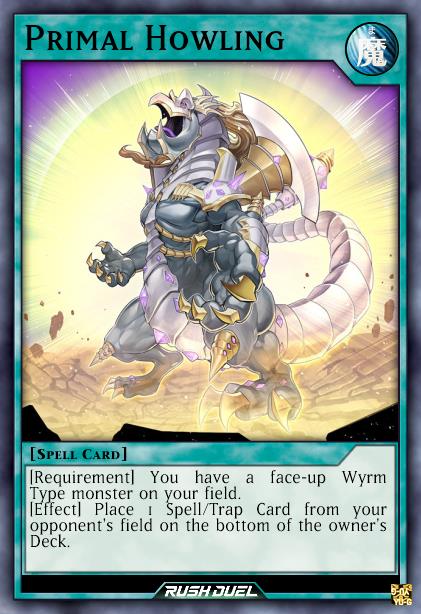 Primal Howling
ま
魔
[Spell Card]
[Requirement] You have a face-up Wyrm
Type monster on your field.
[Effect] Place 1 Spell/Trap Card from your
opponent's field on the bottom of the owner's
Deck.
RUSH DUEL